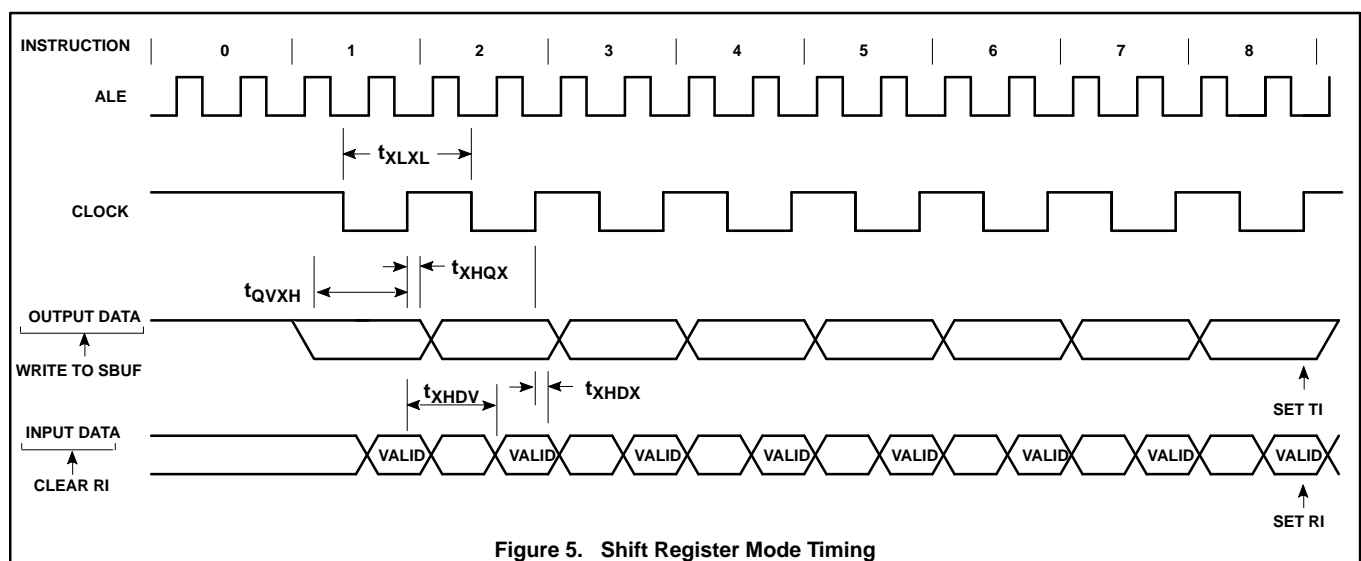 INSTRUCTION 0 1 2 3 4 5 6 7 8
ALE
tXLXL
CLOCK
tXHQX
tQVXH
OUTPUT DATA
WRITE TO SBUF
tXHDV
tXHDX
SET TI
INPUT DATA
VALID VALID VALID VALID VALID VALID VALID VALID
CLEAR RI
SET RI
Figure 5. Shift Register Mode Timing